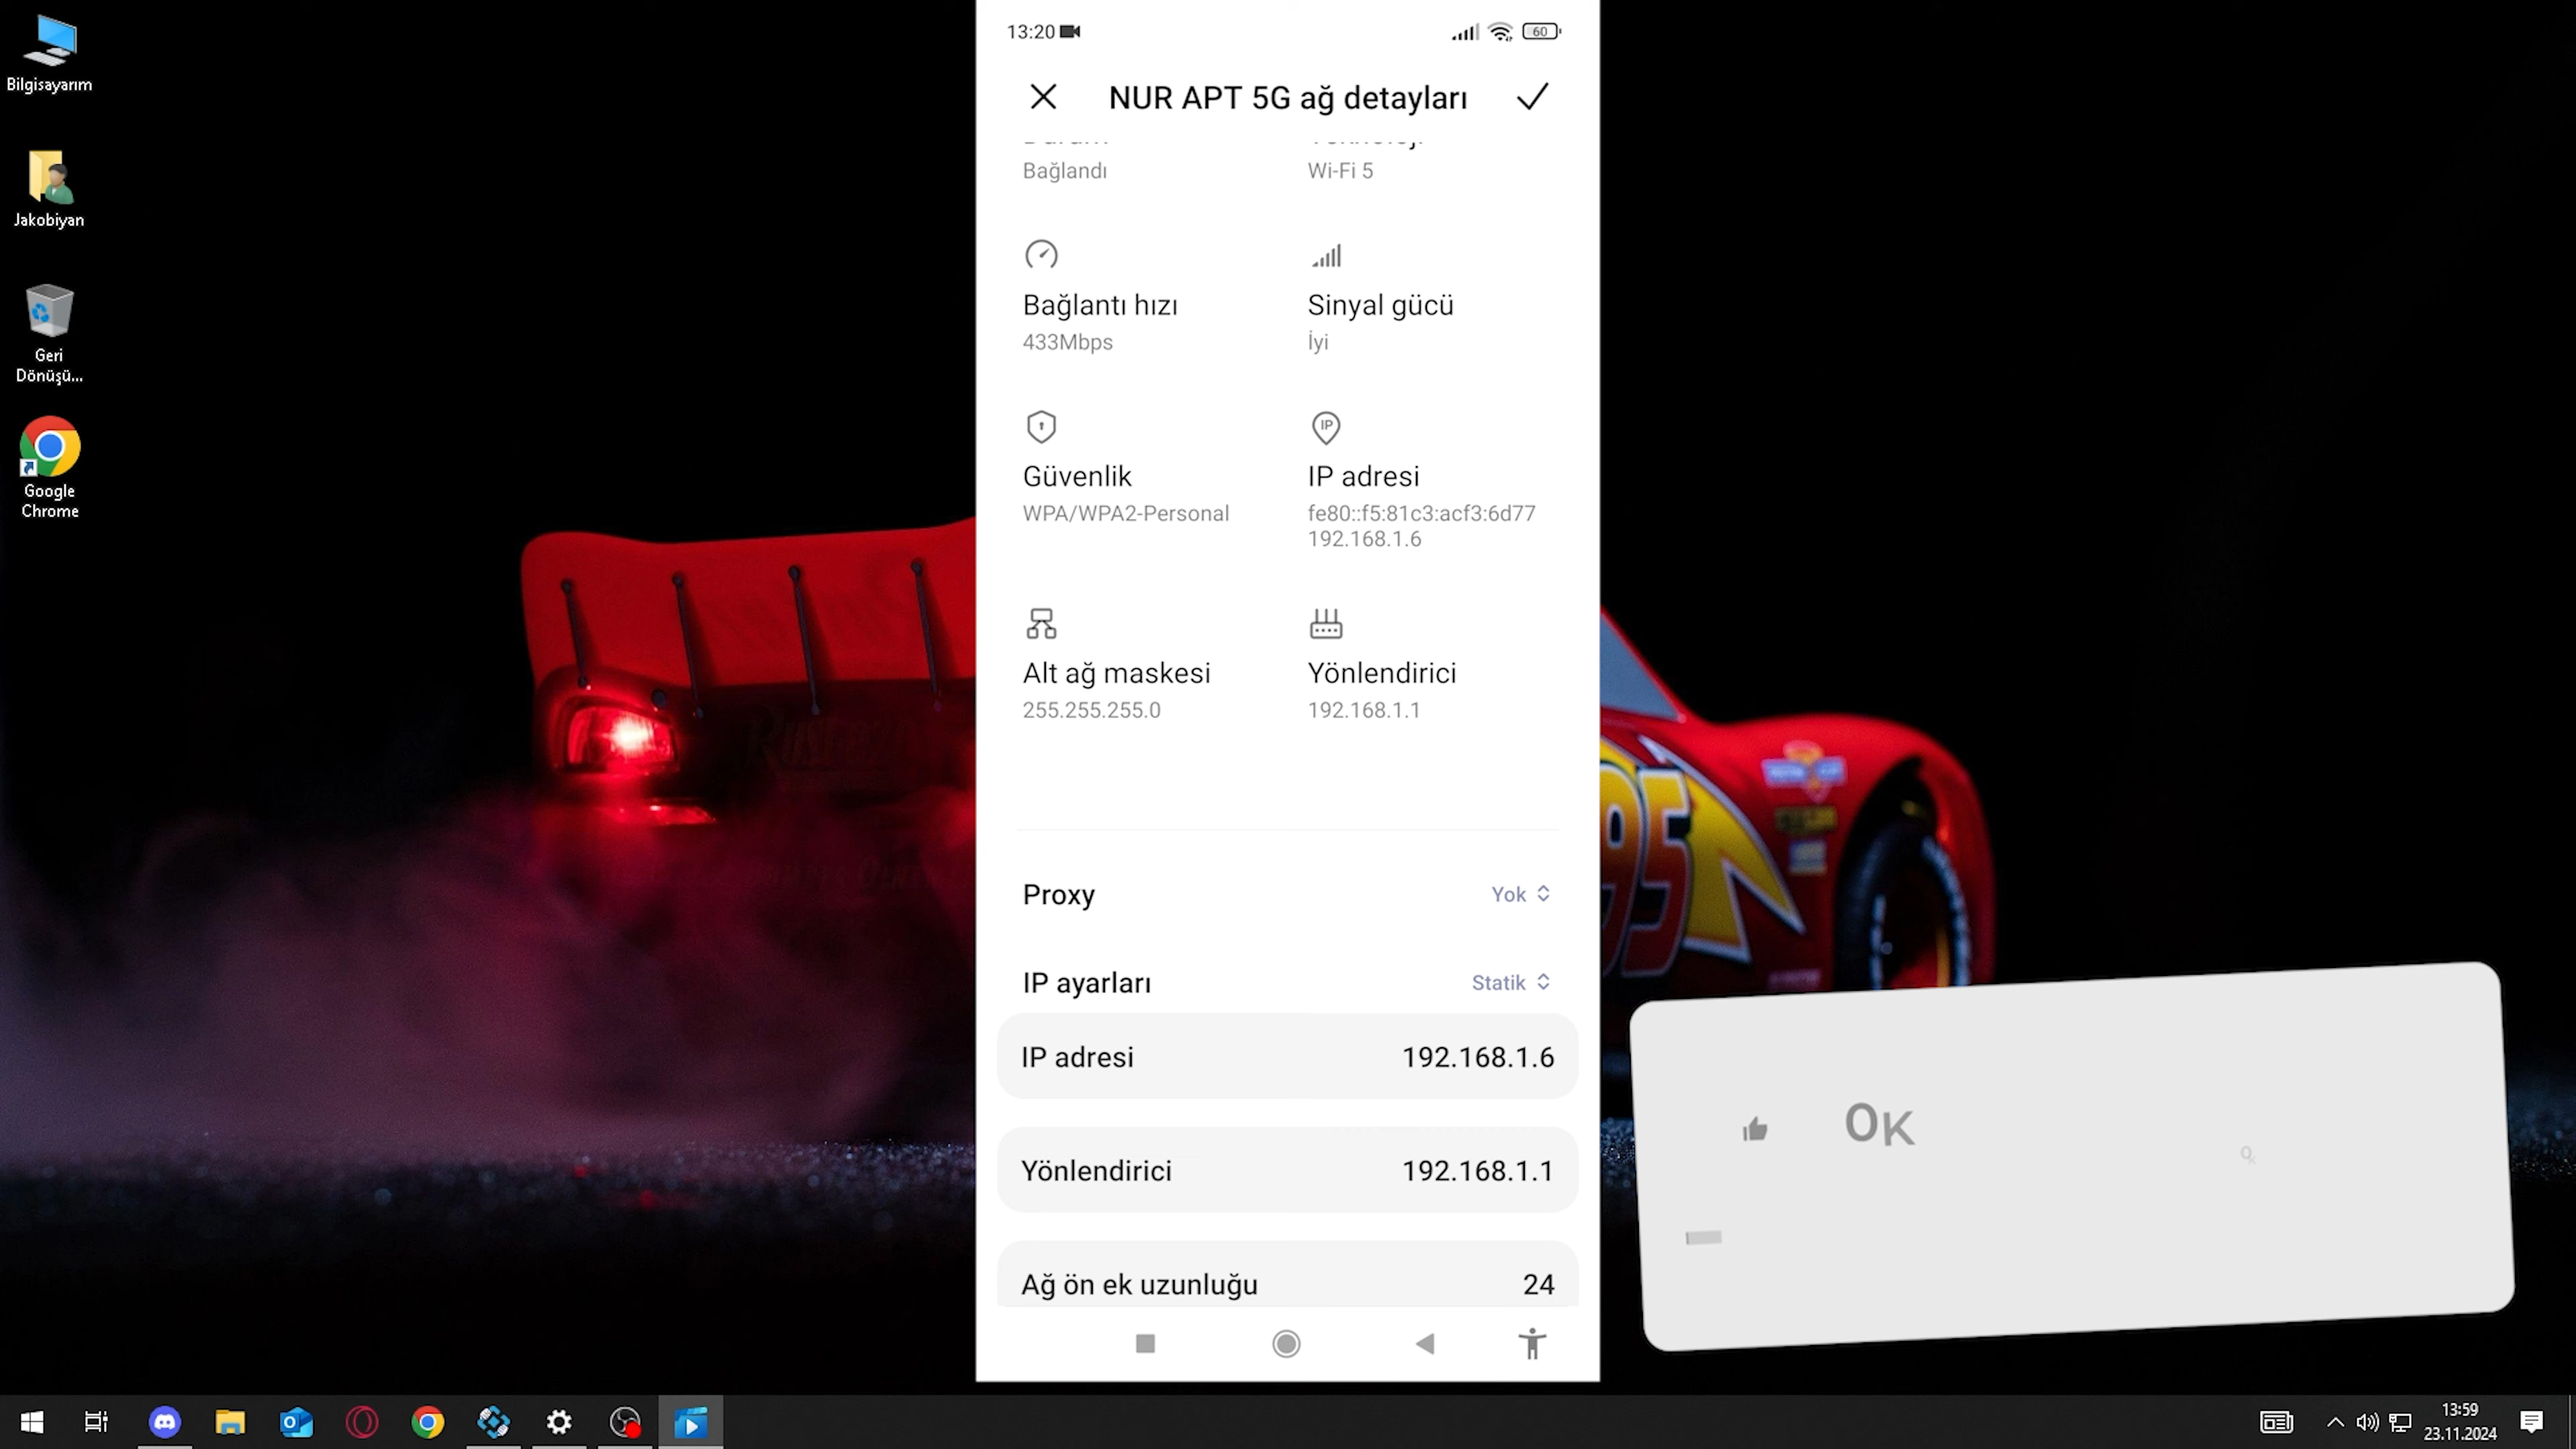 Bilgisayarım
Jakobiyan
Geri
Dönüşü...
Google
Chrome
13:20
60
NUR APT 5G ağ detayları
Bağlandı
Wi-Fi 5
Bağlantı hızı
433Mbps
Sinyal gücü
İyi
Güvenlik
WPA/WPA2-Personal
IP
IP adresi
fe80::f5:81c3:acf3:6d77
192.168.1.6
Alt ağ maskesi
255.255.255.0
Yönlendirici
192.168.1.1
Proxy
Yok
IP ayarları
Statik
IP adresi
192.168.1.6
Yönlendirici
192.168.1.1
Ağ ön ek uzunluğu
24
95
OK
13:59
23.11.2024